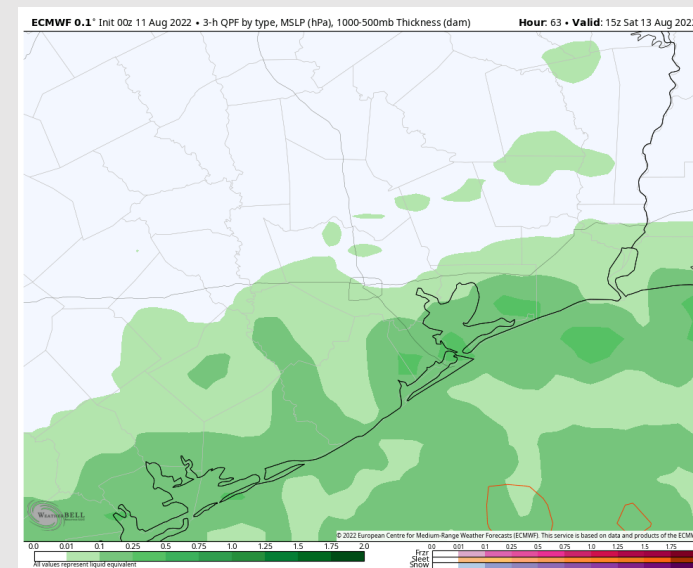 ECMWF 0.1° Init 00z 11 Aug 2022 • 3-h QPF by type, MSLP (hPa), 1000-500mb Thickness (dam) Hour: 63 • Valid: 15z Sat 13 Aug 2022
WEATHERBELL
© 2022 European Centre for Medium-Range Weather Forecasts (ECMWF). This service is based on data and products of the ECMW
0.0 0.01 0.1 0.25 0.5 0.75 1.0 1.25 1.5 1.75 2.0 0.0 0.01 0.1 0.25 0.5 0.75 1.0 1.25 1.5 1.75
Frzr
Sleet
Snow
All values represent liquid equivalent